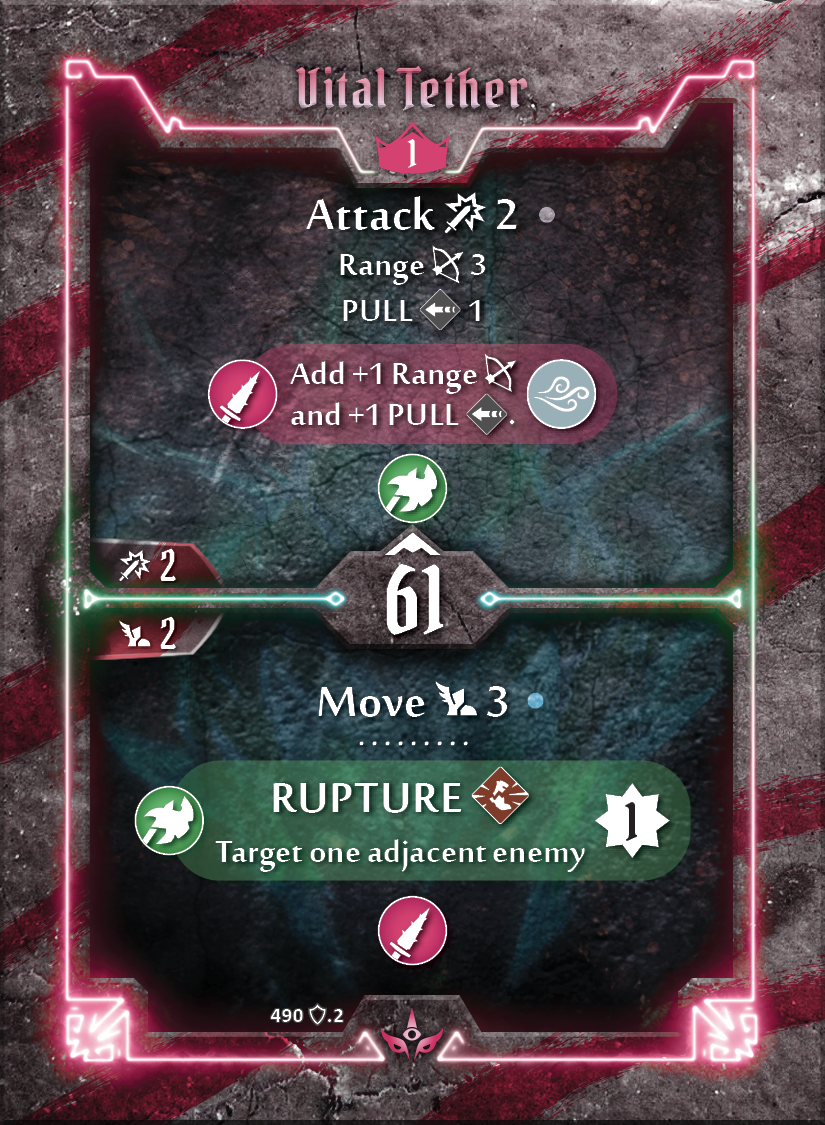 Vital Tether
1
Attack 2
Range 3
PULL 1
Add +1 Range
and +1 PULL .
2
61
2
Move 3
.........
RUPTURE
1
Target one adjacent enemy
490 .2